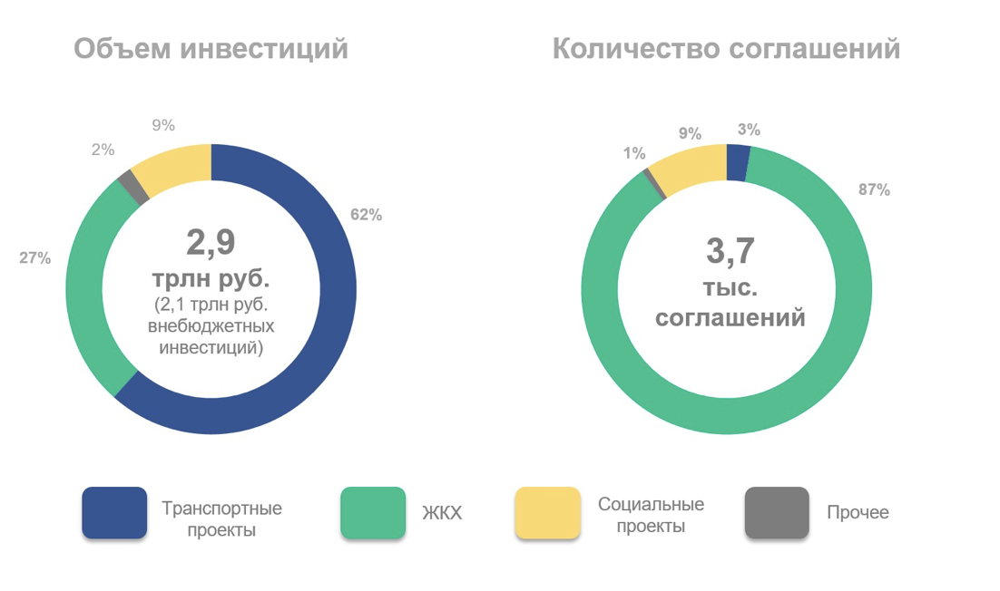 Объем инвестиций
9%
2%
62%
27%
2,9
трлн руб.
(2,1 трлн руб.
внебюджетных
инвестиций)
Количество соглашений
3%
9%
1%
87%
3,7
тыс.
соглашений
Транспортные
проекты
ЖКХ
Социальные
проекты
Прочее